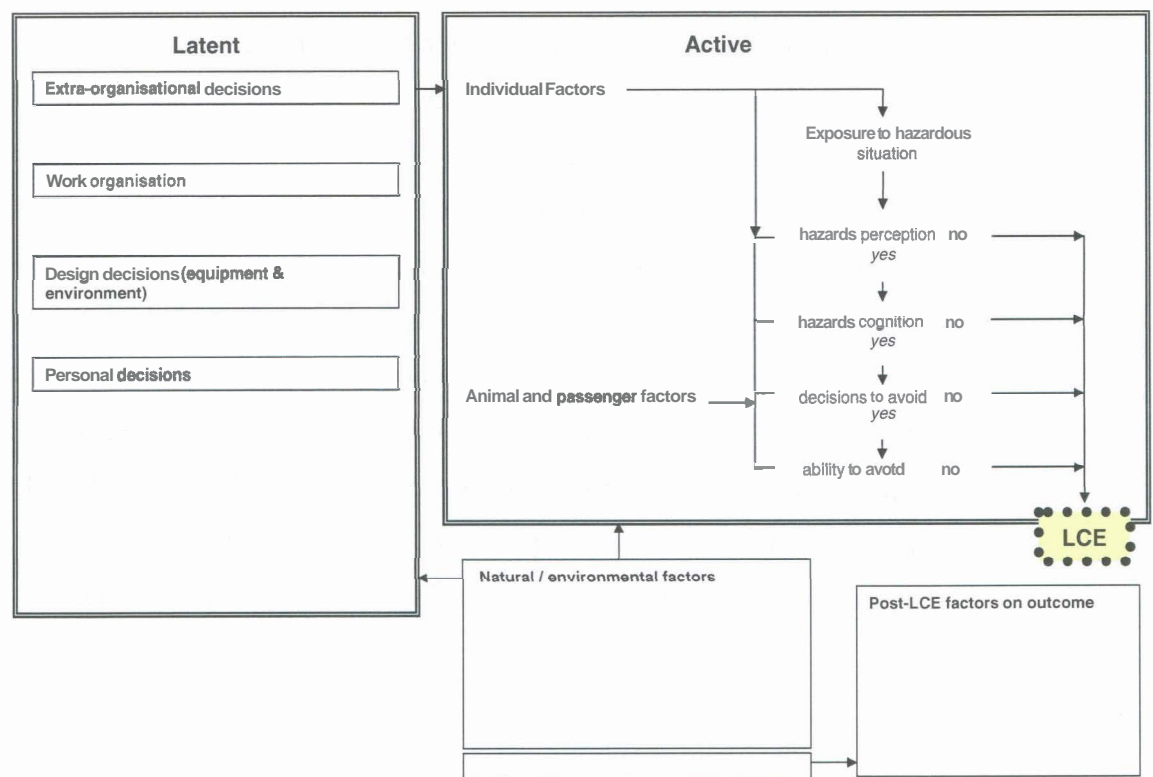 Latent
Extra-organisational decisions
Work organisation
Design decisions (equipment &
environment)
Personal decisions
Active
Individual Factors
Exposure to hazardous
situation
hazards perception no
yes
hazards cognition no
yes
Animal and passenger factors
decisions to avoid no
yes
ability to avotd no
LCE
Natural / environmental factors
Post-LCE factors on outcome